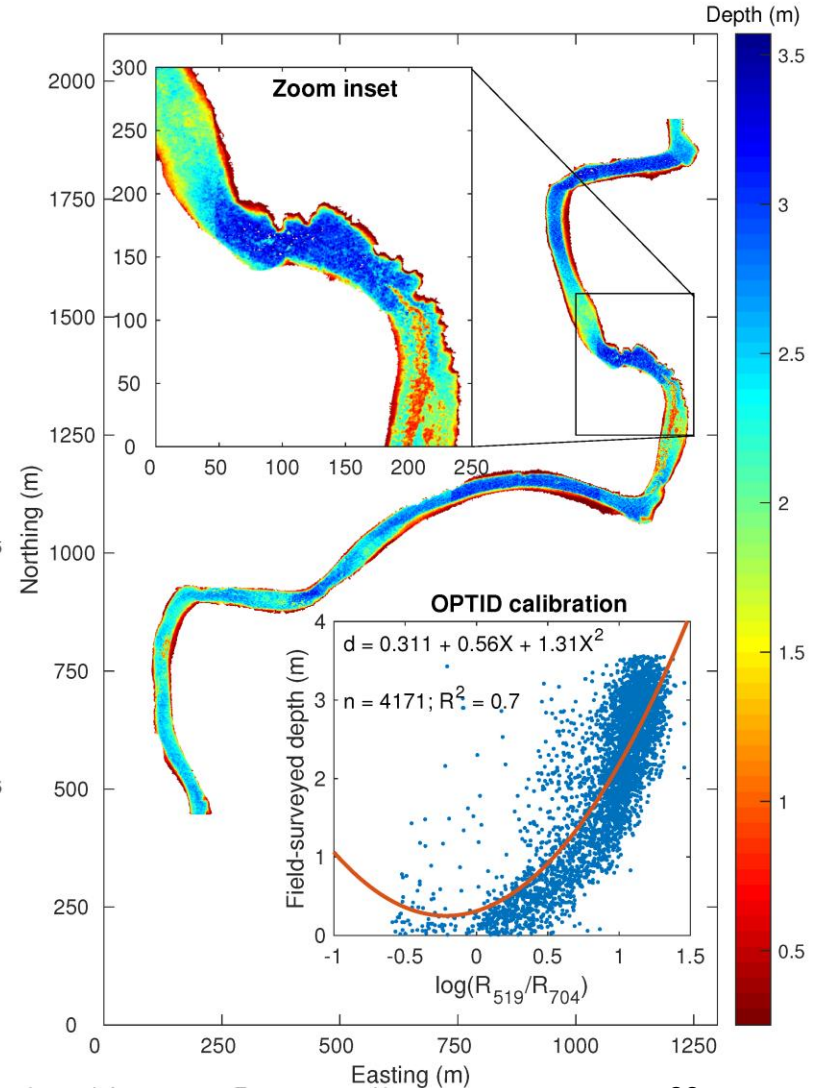 Depth (m)
3.5
3
2.5
2
1.5
1
0.5
2000
1750
1500
1250
1000
750
500
250
0
Northing (m)
Zoom inset
300
250
200
150
100
50
0
0 50 100 150 200 250
OPTID calibration
d = 0.311 + 0.56X + 1.31X²
n = 4171; R² = 0.7
Field-surveyed depth (m)
4
3
2
1
0
-1 -0.5 0 0.5 1 1.5
log(R₅₁₉/R₇₀₄)
0 250 500 750 1000 1250
Easting (m)